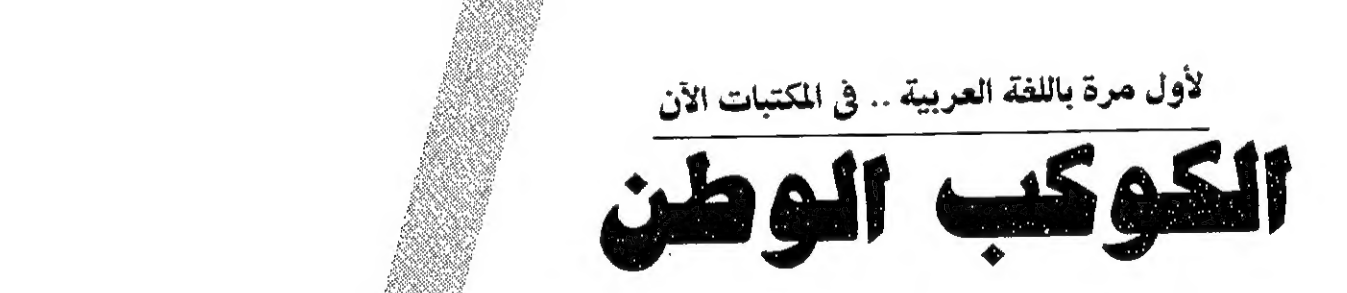 لأول مرة باللغة العربية .. فى المكتبات الآن
الكوكب الوطن